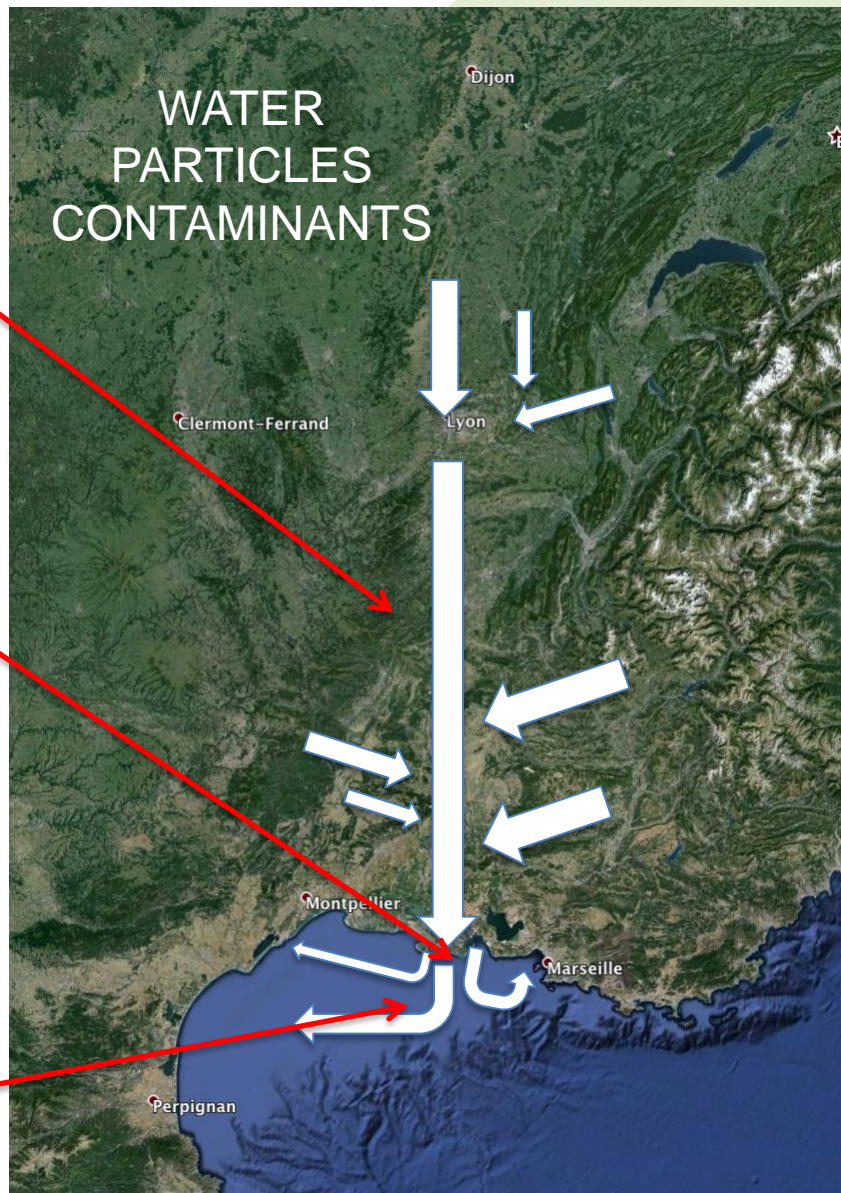 Dijon
WATER
PARTICLES
CONTAMINANTS
Clermont-Ferrand
Lyon
Montpellier
Marseille
Perpignan